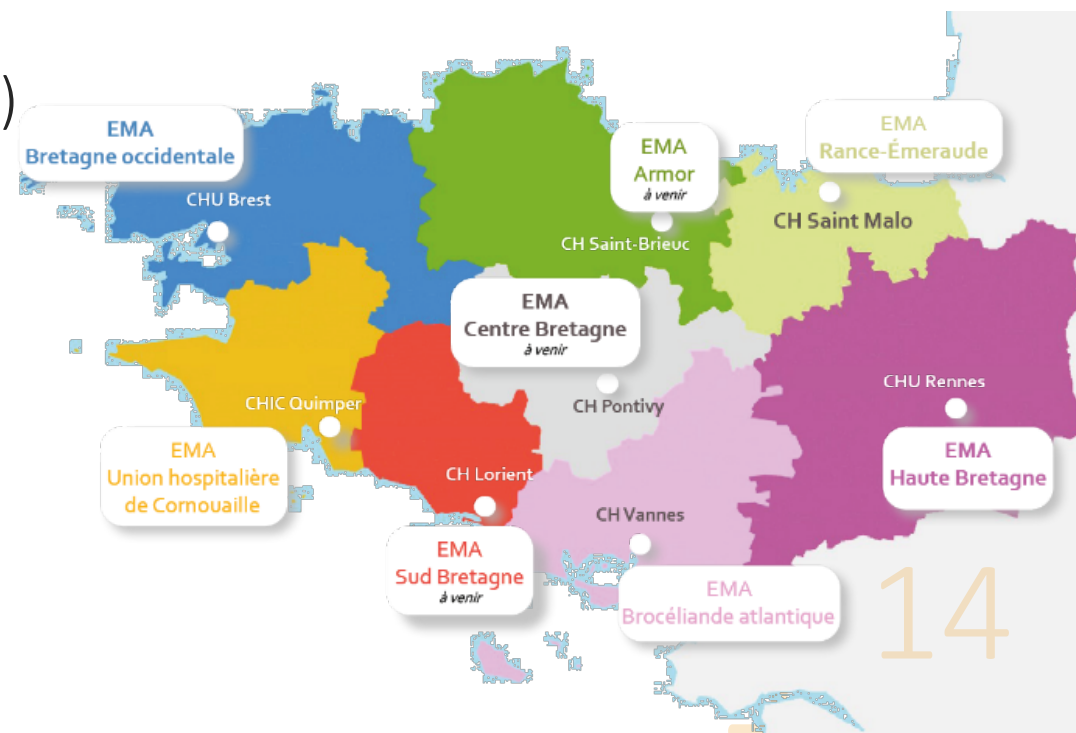 )
EMA
Bretagne occidentale
CHU Brest
EMA
Armor
à venir
CH Saint-Brieuc
EMA
Rance-Émeraude
CH Saint Malo
EMA
Centre Bretagne
à venir
CH Pontivy
CHU Rennes
EMA
Haute Bretagne
CHIC Quimper
EMA
Union hospitalière
de Cornouaille
CH Lorient
EMA
Sud Bretagne
à venir
CH Vannes
EMA
Brocéliande atlantique
14